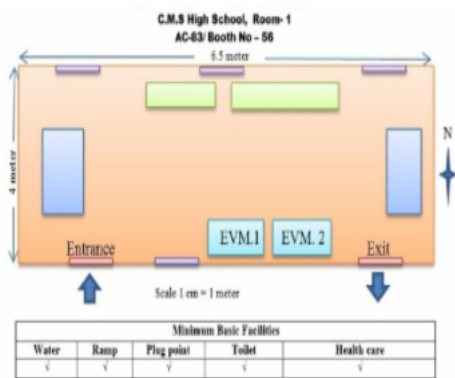 C.M.S High School, Room- 1
AC-83/ Booth No – 56
6.5 meter
4 meter
N
EVM.1 EVM. 2
Entrance Exit
Scale 1 cm = 1 meter
Minimum Basic Facilities
Water Ramp Plug point Toilet Health care
√ √ √ √ √